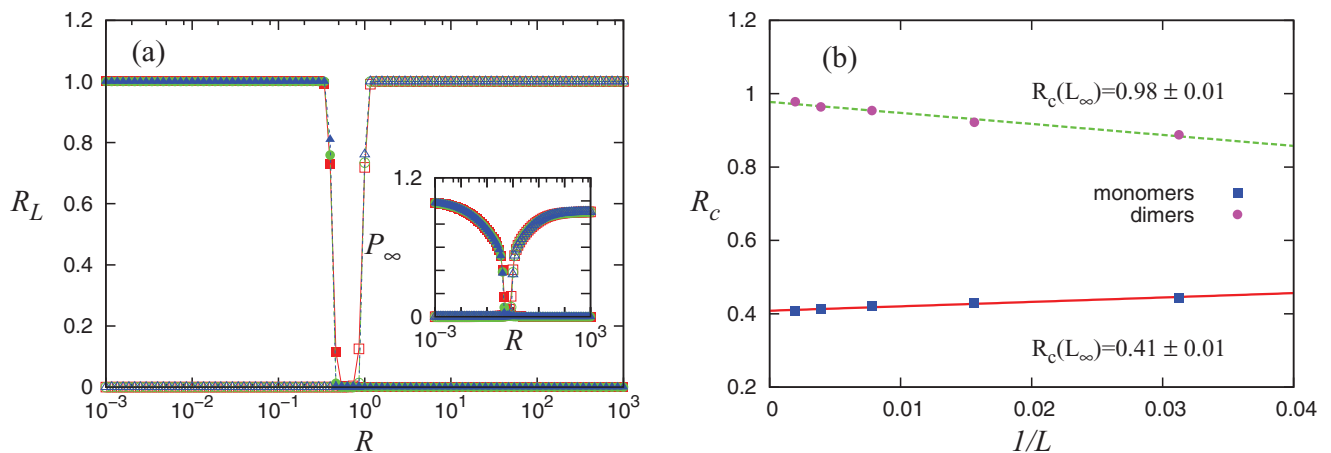 (a)
1.2
1.0
0.8
0.6
0.4
0.2
0
R_L
10^−3
10^−2
10^−1
10^0
10^1
10^2
10^3
R
1.2
P_∞
0
10^−3
R
10^3
(b)
1.2
1
0.8
0.6
0.4
0.2
R_c
R_c(L_∞)=0.98 ± 0.01
monomers
dimers
R_c(L_∞)=0.41 ± 0.01
0
0.01
0.02
0.03
0.04
1/L